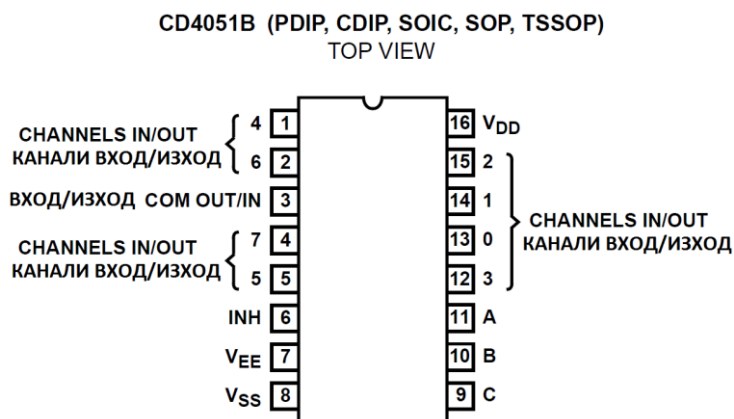 CD4051B (PDIP, CDIP, SOIC, SOP, TSSOP)
TOP VIEW
CHANNELS IN/OUT
КАНАЛИ ВХОД/ИЗХОД
4 1
6 2
ВХОД/ИЗХОД COM OUT/IN 3
CHANNELS IN/OUT
КАНАЛИ ВХОД/ИЗХОД
7 4
5 5
INH 6
VEE 7
VSS 8
16 VDD
15 2
14 1
13 0
12 3
CHANNELS IN/OUT
КАНАЛИ ВХОД/ИЗХОД
11 A
10 B
9 C